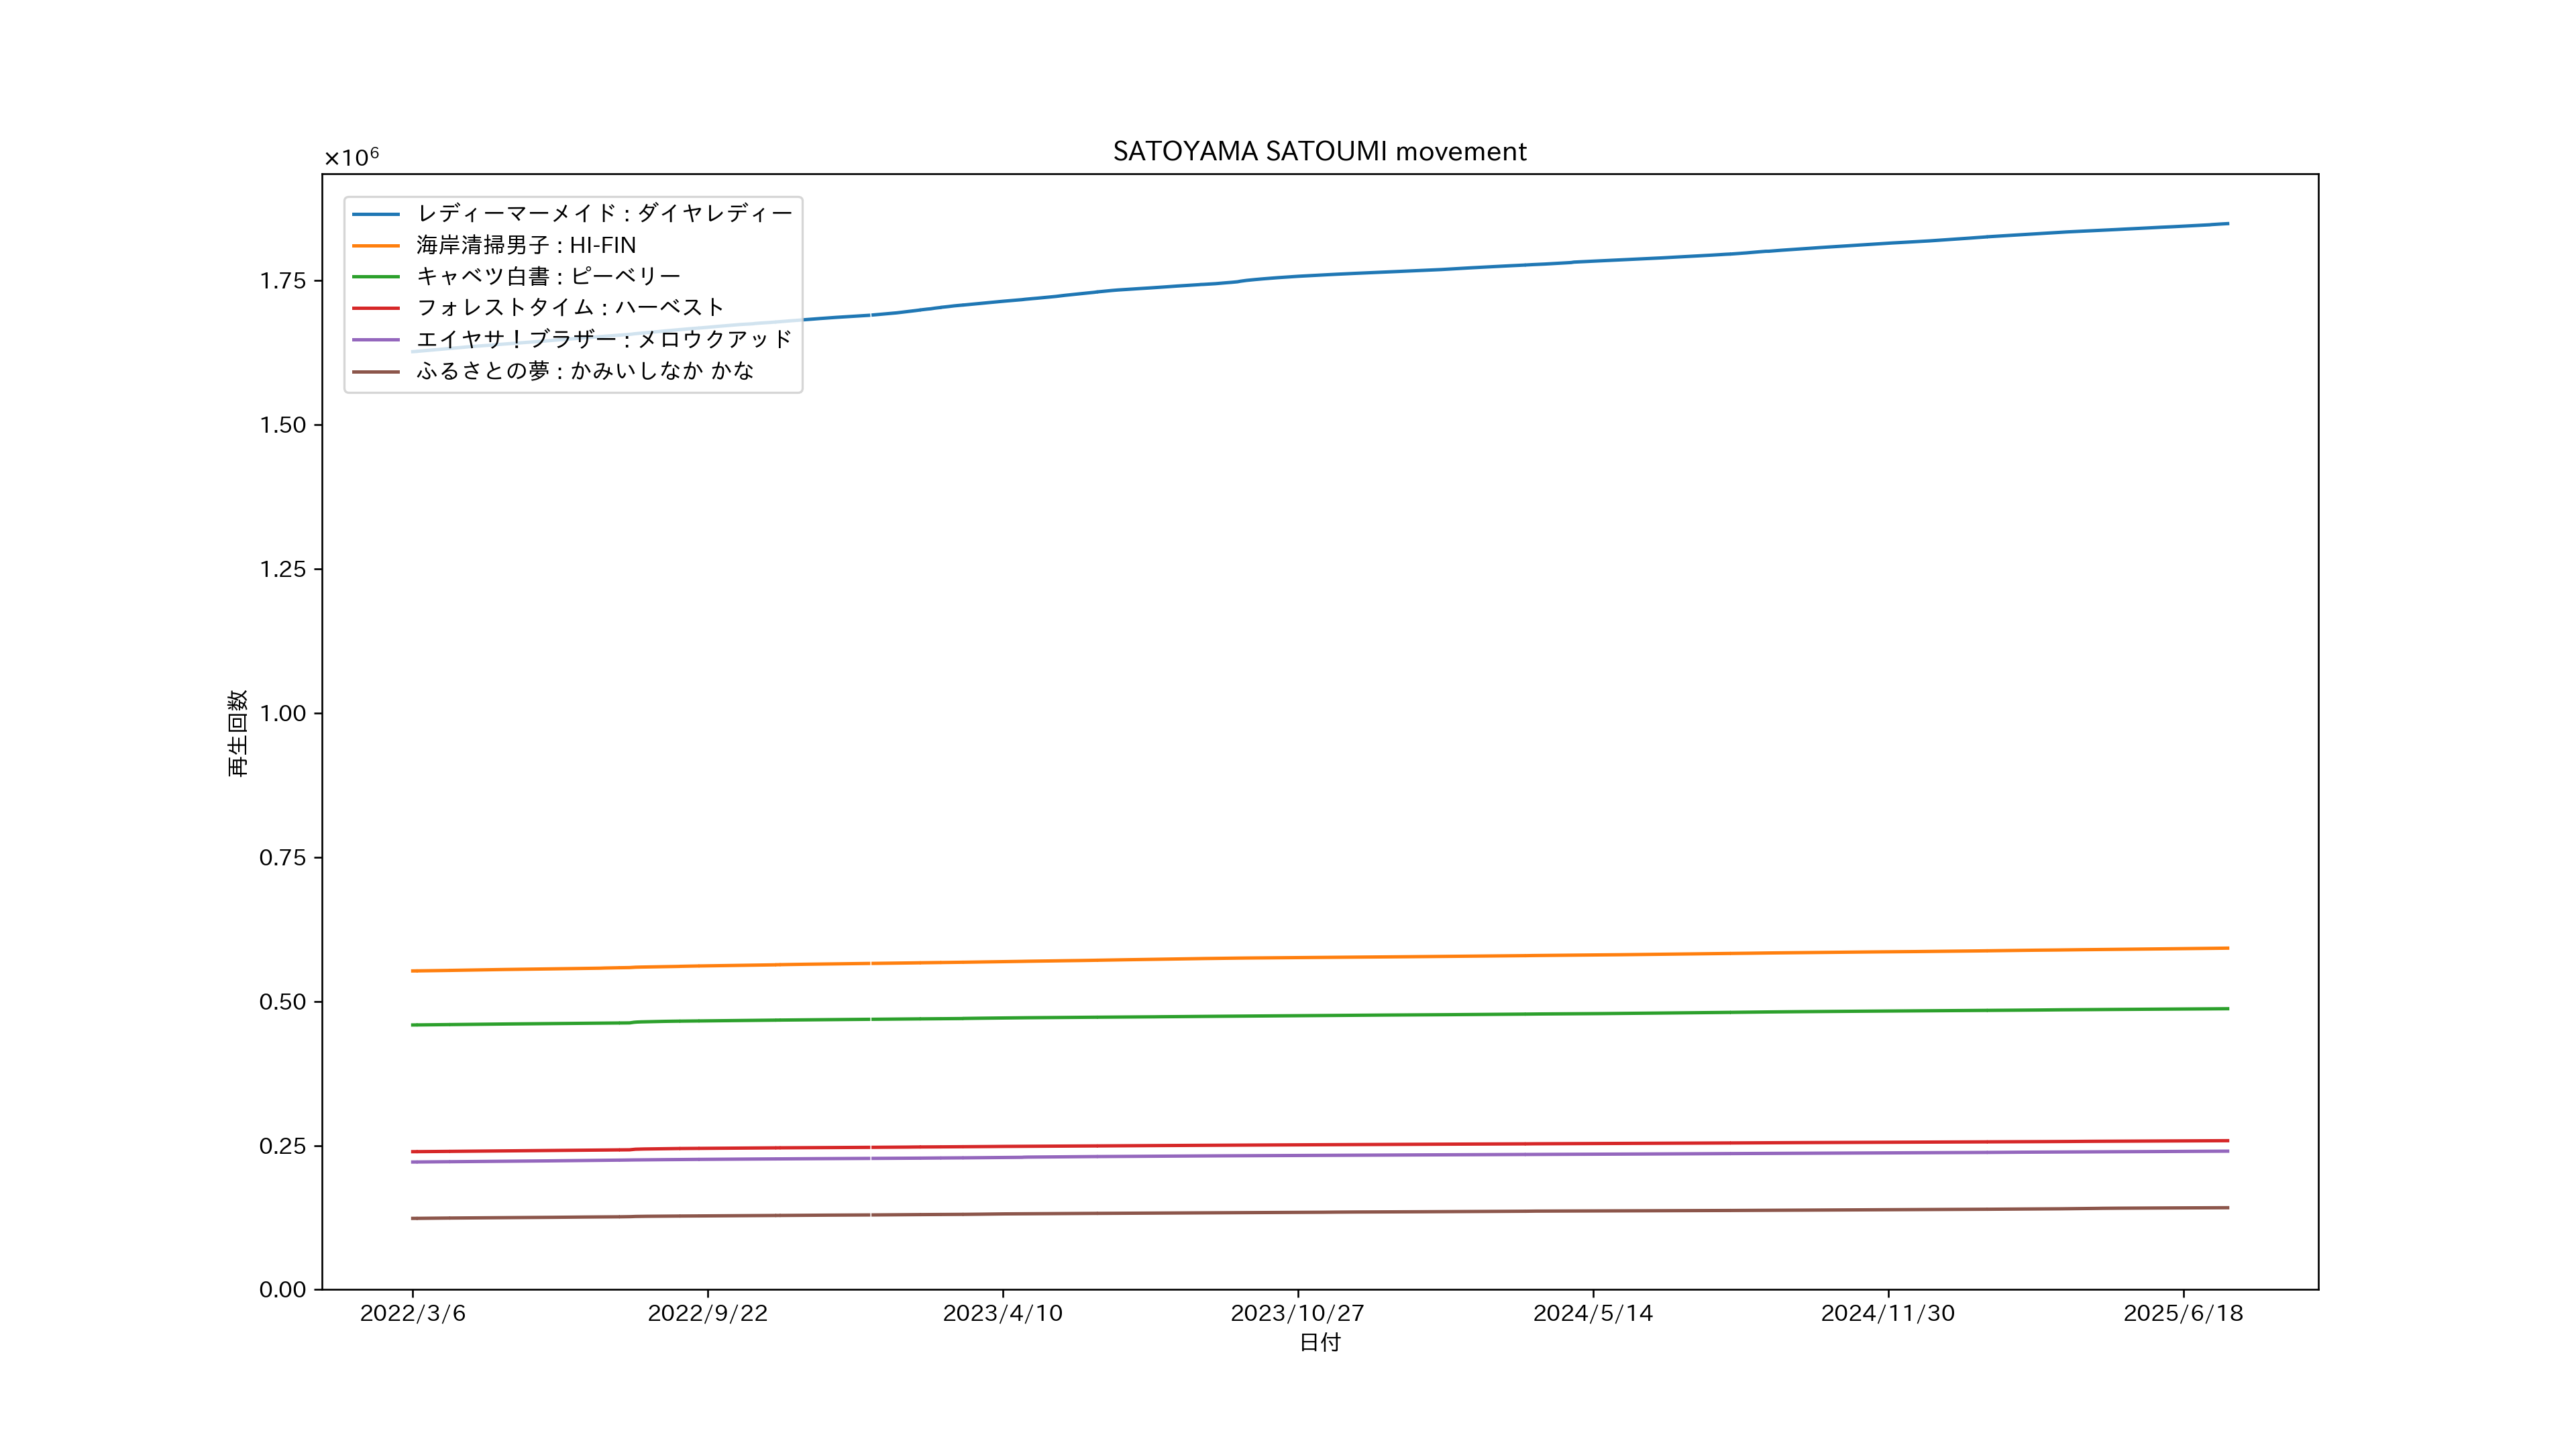 SATOYAMA SATOUMI movement
×10⁶
レディーマーメイド : ダイヤレディー
海岸清掃男子 : HI-FIN
キャベツ白書 : ピーベリー
フォレストタイム : ハーベスト
エイヤサ！ブラザー : メロウクアッド
ふるさとの夢 : かみいしなか かな
1.75
1.50
1.25
1.00
0.75
0.50
0.25
0.00
再生回数
2022/3/6 2022/9/22 2023/4/10 2023/10/27 2024/5/14 2024/11/30 2025/6/18
日付